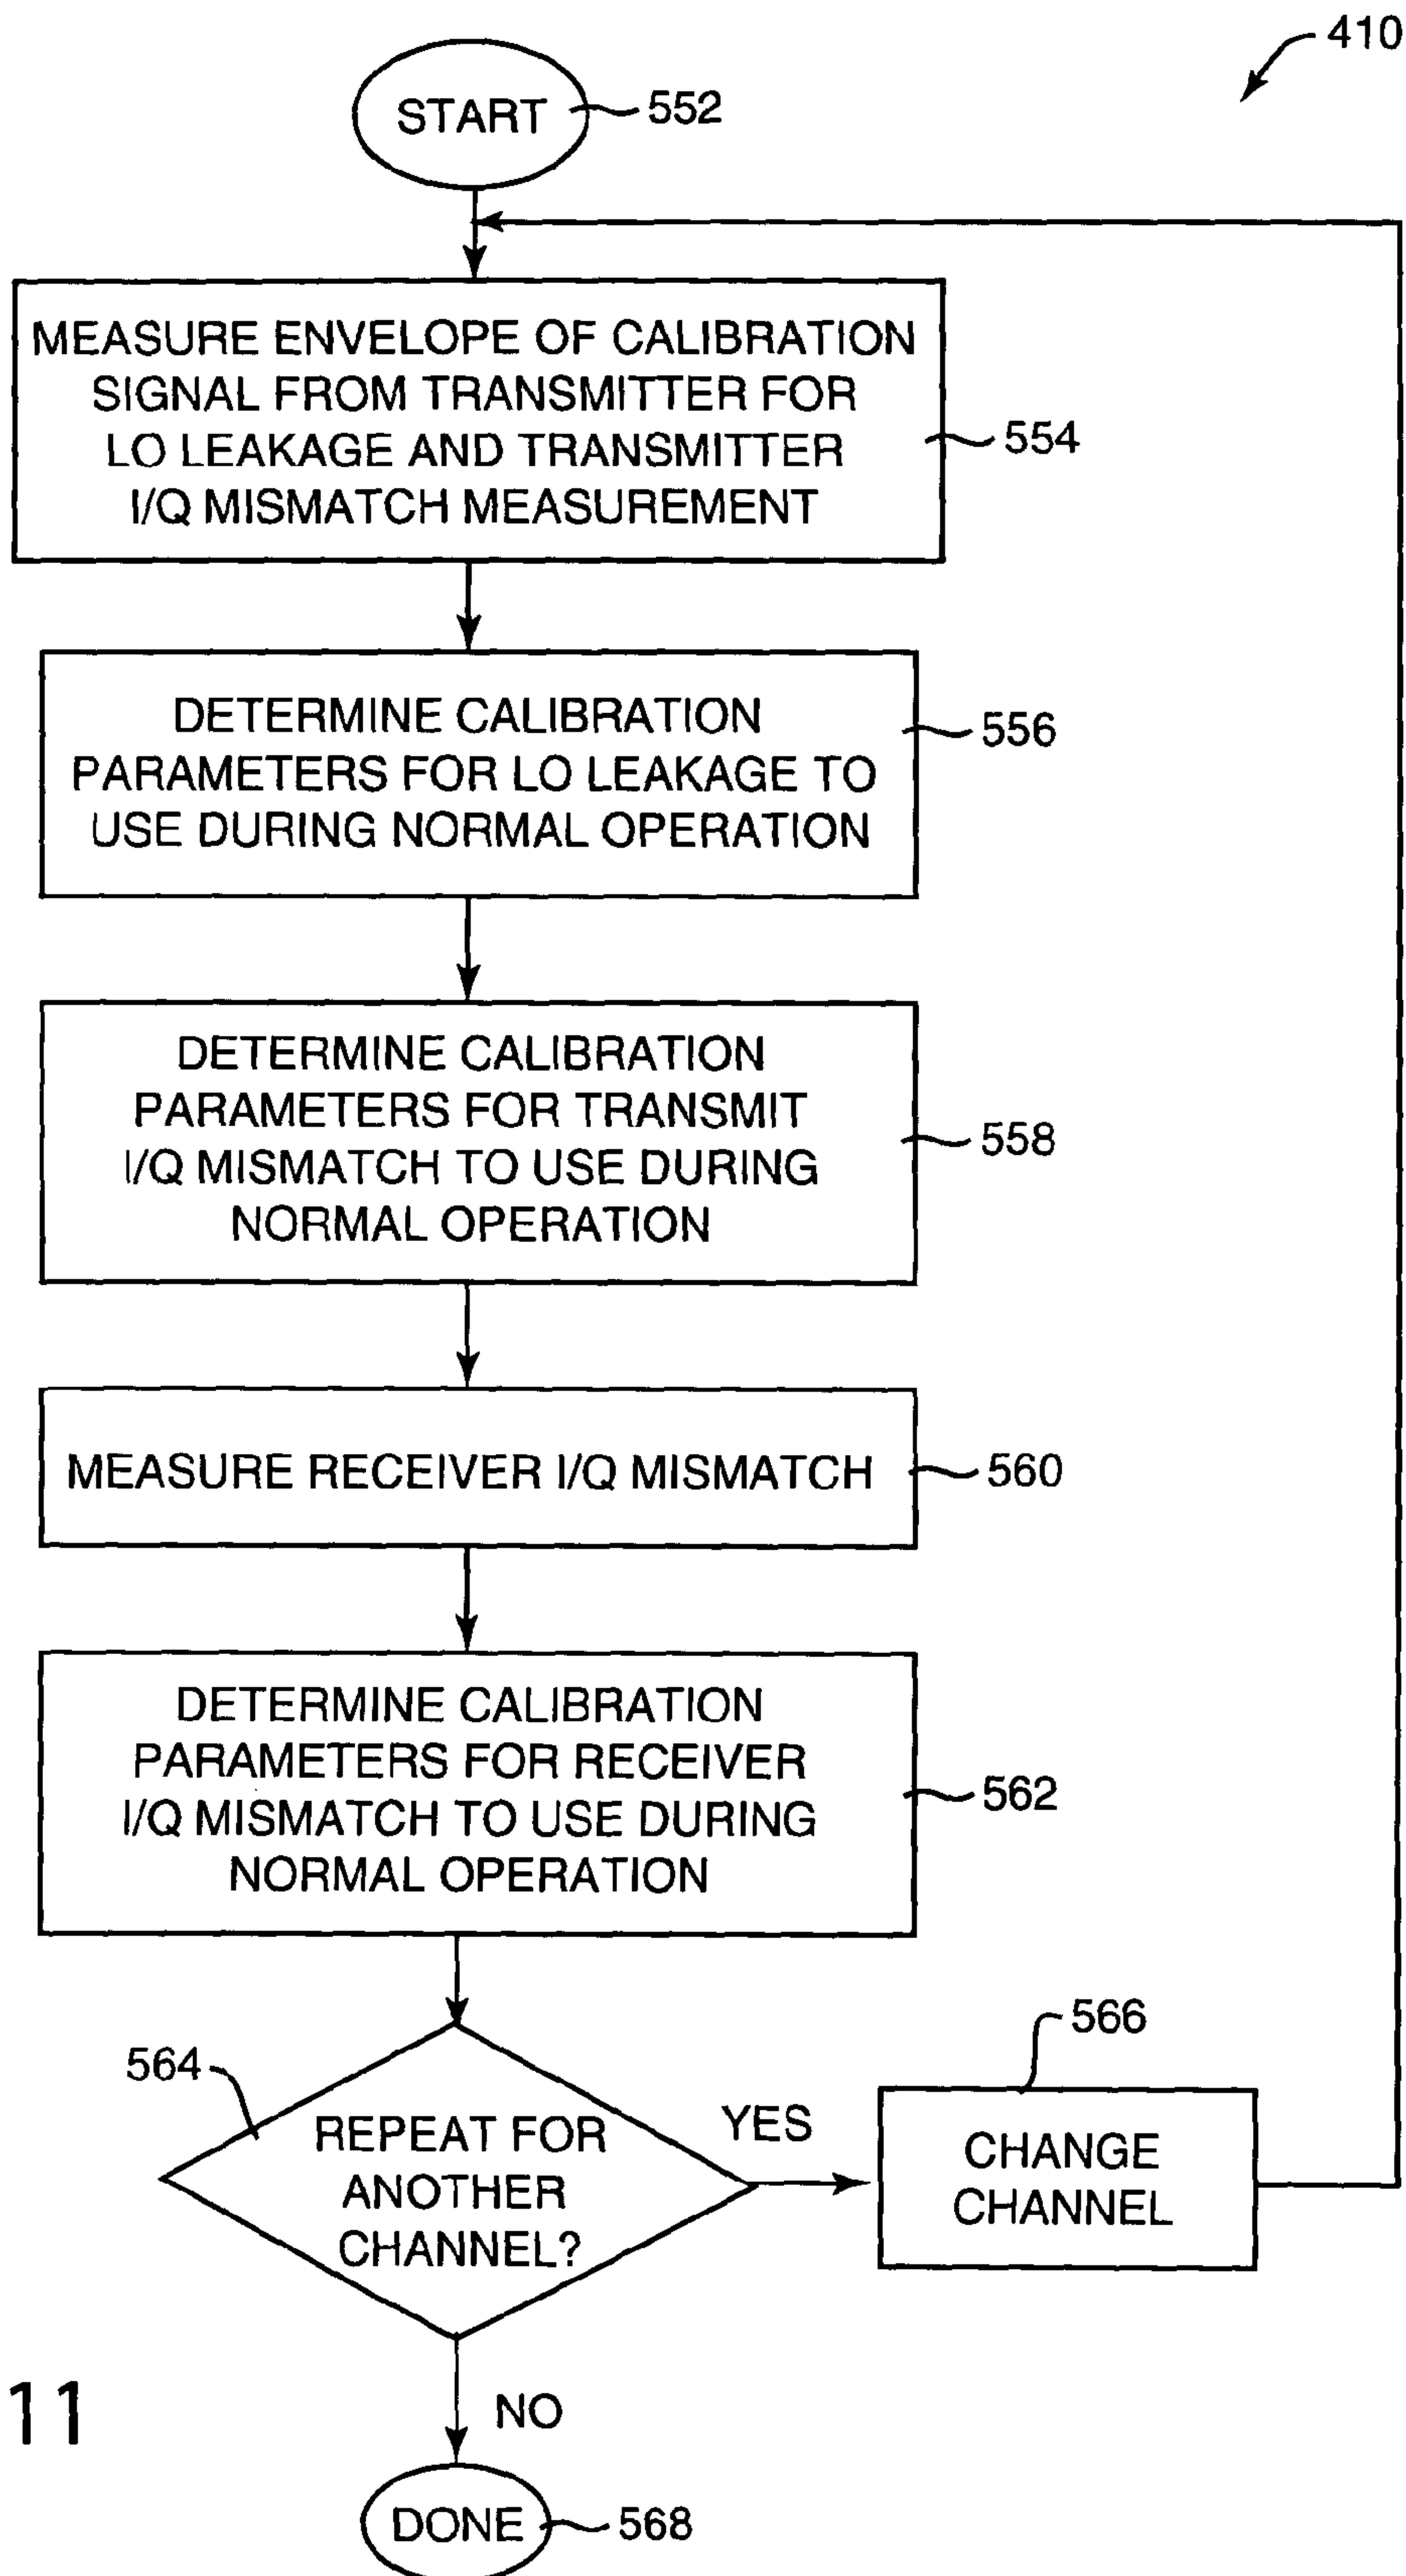 410
START
552
MEASURE ENVELOPE OF CALIBRATION
SIGNAL FROM TRANSMITTER FOR
LO LEAKAGE AND TRANSMITTER
I/Q MISMATCH MEASUREMENT
554
DETERMINE CALIBRATION
PARAMETERS FOR LO LEAKAGE TO
USE DURING NORMAL OPERATION
556
DETERMINE CALIBRATION
PARAMETERS FOR TRANSMIT
I/Q MISMATCH TO USE DURING
NORMAL OPERATION
558
MEASURE RECEIVER I/Q MISMATCH
560
DETERMINE CALIBRATION
PARAMETERS FOR RECEIVER
I/Q MISMATCH TO USE DURING
NORMAL OPERATION
562
564
REPEAT FOR
ANOTHER
CHANNEL?
YES
566
CHANGE
CHANNEL
NO
11
DONE
568